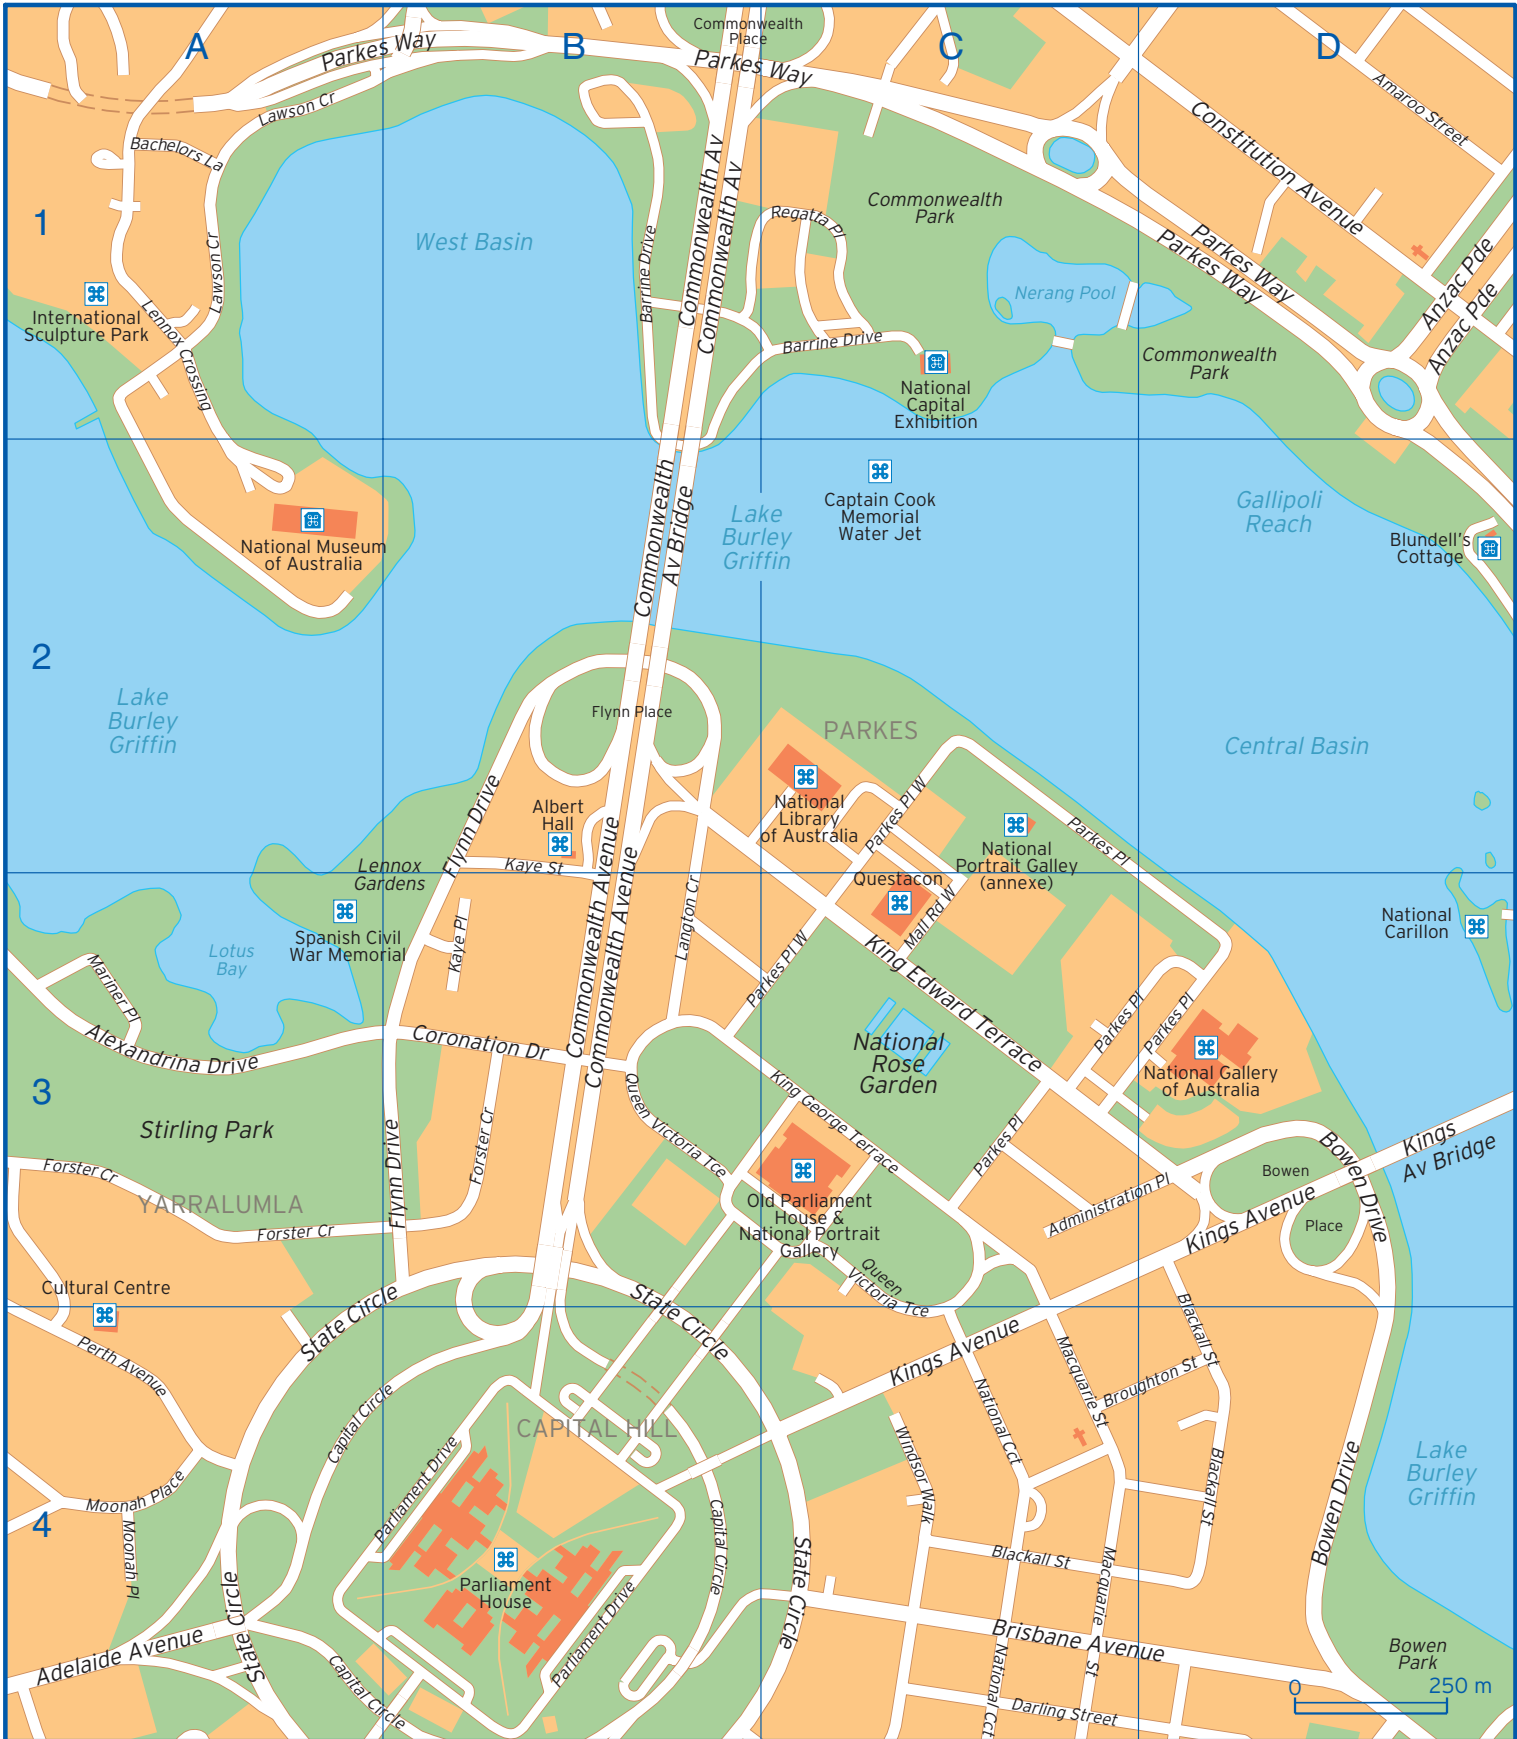 A
B
C
D
1
2
3
4
Commonwealth
Place
Parkes Way
Parkes Way
Lawson Cr
Bachelors La
Lawson Cr
Lennox Crossing
International
Sculpture Park
West Basin
Barrine Drive
Commonwealth Av
Commonwealth Av
Regatta Pl
Barrine Drive
Commonwealth
Park
Nerang Pool
Commonwealth
Park
National
Capital
Exhibition
Constitution Avenue
Amaroo Street
Parkes Way
Parkes Way
Anzac Pde
Anzac Pde
National Museum
of Australia
Commonwealth
Av Bridge
Lake
Burley
Griffin
Captain Cook
Memorial
Water Jet
Gallipoli
Reach
Blundell's
Cottage
Lake
Burley
Griffin
Flynn Place
PARKES
Central Basin
Flynn Drive
Albert
Hall
Kaye St
National
Library
of Australia
Parkes Pl W
National
Portrait Galley
(annexe)
Parkes Pl
Lennox
Gardens
Spanish Civil
War Memorial
Lotus
Bay
Kaye Pl
Commonwealth Avenue
Commonwealth Avenue
Langton Cr
Questacon
Mall Rd W
Parkes Pl W
King Edward Terrace
National
Carillon
Mariner Pl
Alexandrina Drive
Coronation Dr
National
Rose
Garden
Parkes Pl
Parkes Pl
National Gallery
of Australia
Stirling Park
Flynn Drive
Forster Cr
Queen Victoria Tce
King George Terrace
Parkes Pl
Kings
Av Bridge
Forster Cr
YARRALUMLA
Forster Cr
Old Parliament
House &
National Portrait
Gallery
Administration Pl
Bowen
Place
Bowen Drive
Kings Avenue
Queen
Victoria Tce
Cultural Centre
State Circle
State Circle
Kings Avenue
Blackall St
Perth Avenue
Capital Circle
CAPITAL HILL
Macquarie St
Broughton St
National Cct
Windsor Walk
Parliament Drive
Moonah Place
Moonah Pl
Capital Circle
State Circle
Blackall St
Bowen Drive
Lake
Burley
Griffin
Parliament
House
Parliament Drive
Blackall St
Macquarie
St
State Circle
Adelaide Avenue
Capital Circle
Brisbane Avenue
National Cct
Darling Street
Bowen
Park
0
250 m